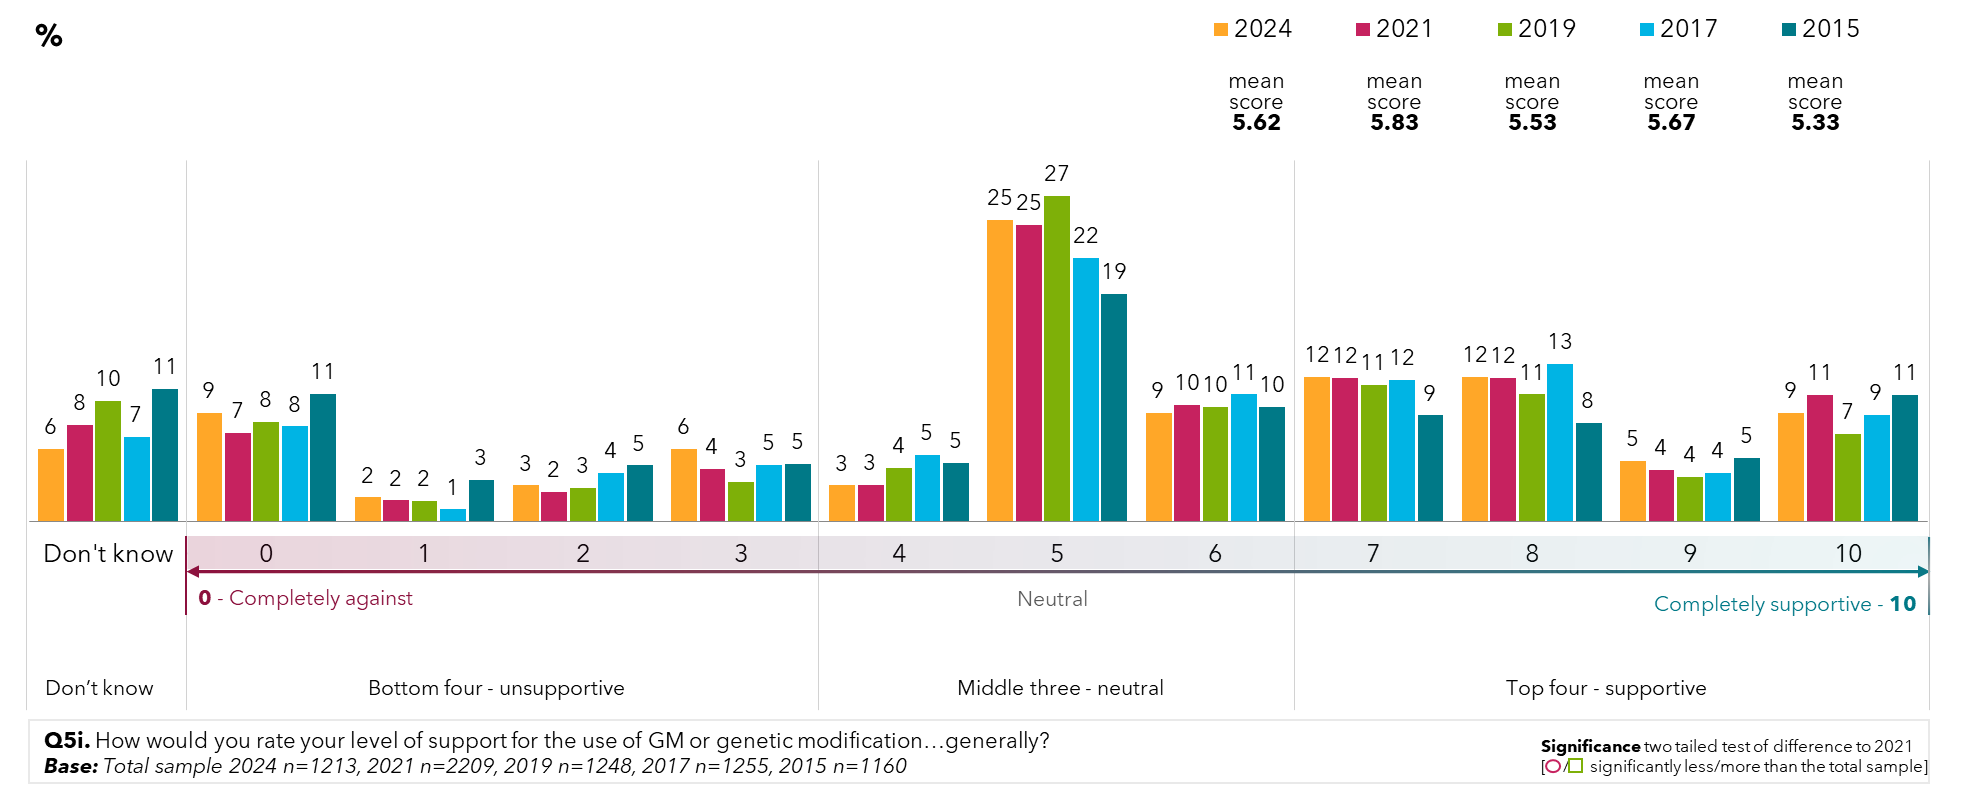 %
2024 2021 2019 2017 2015
mean score 5.62
mean score 5.83
mean score 5.53
mean score 5.67
mean score 5.33
6 8 10 7 11
9 7 8 8 11
2 2 2 1 3
3 2 3 4 5
6 4 3 5 5
3 3 4 5 5
25 25 27 22 19
9 10 10 11 10
12 12 11 12 9
12 12 11 13 8
5 4 4 4 5
9 11 7 9 11
Don't know 0 1 2 3 4 5 6 7 8 9 10
0 - Completely against
Neutral
Completely supportive - 10
Don’t know
Bottom four - unsupportive
Middle three - neutral
Top four - supportive
Q5i. How would you rate your level of support for the use of GM or genetic modification…generally?
Base: Total sample 2024 n=1213, 2021 n=2209, 2019 n=1248, 2017 n=1255, 2015 n=1160
Significance two tailed test of difference to 2021
[ / significantly less/more than the total sample]